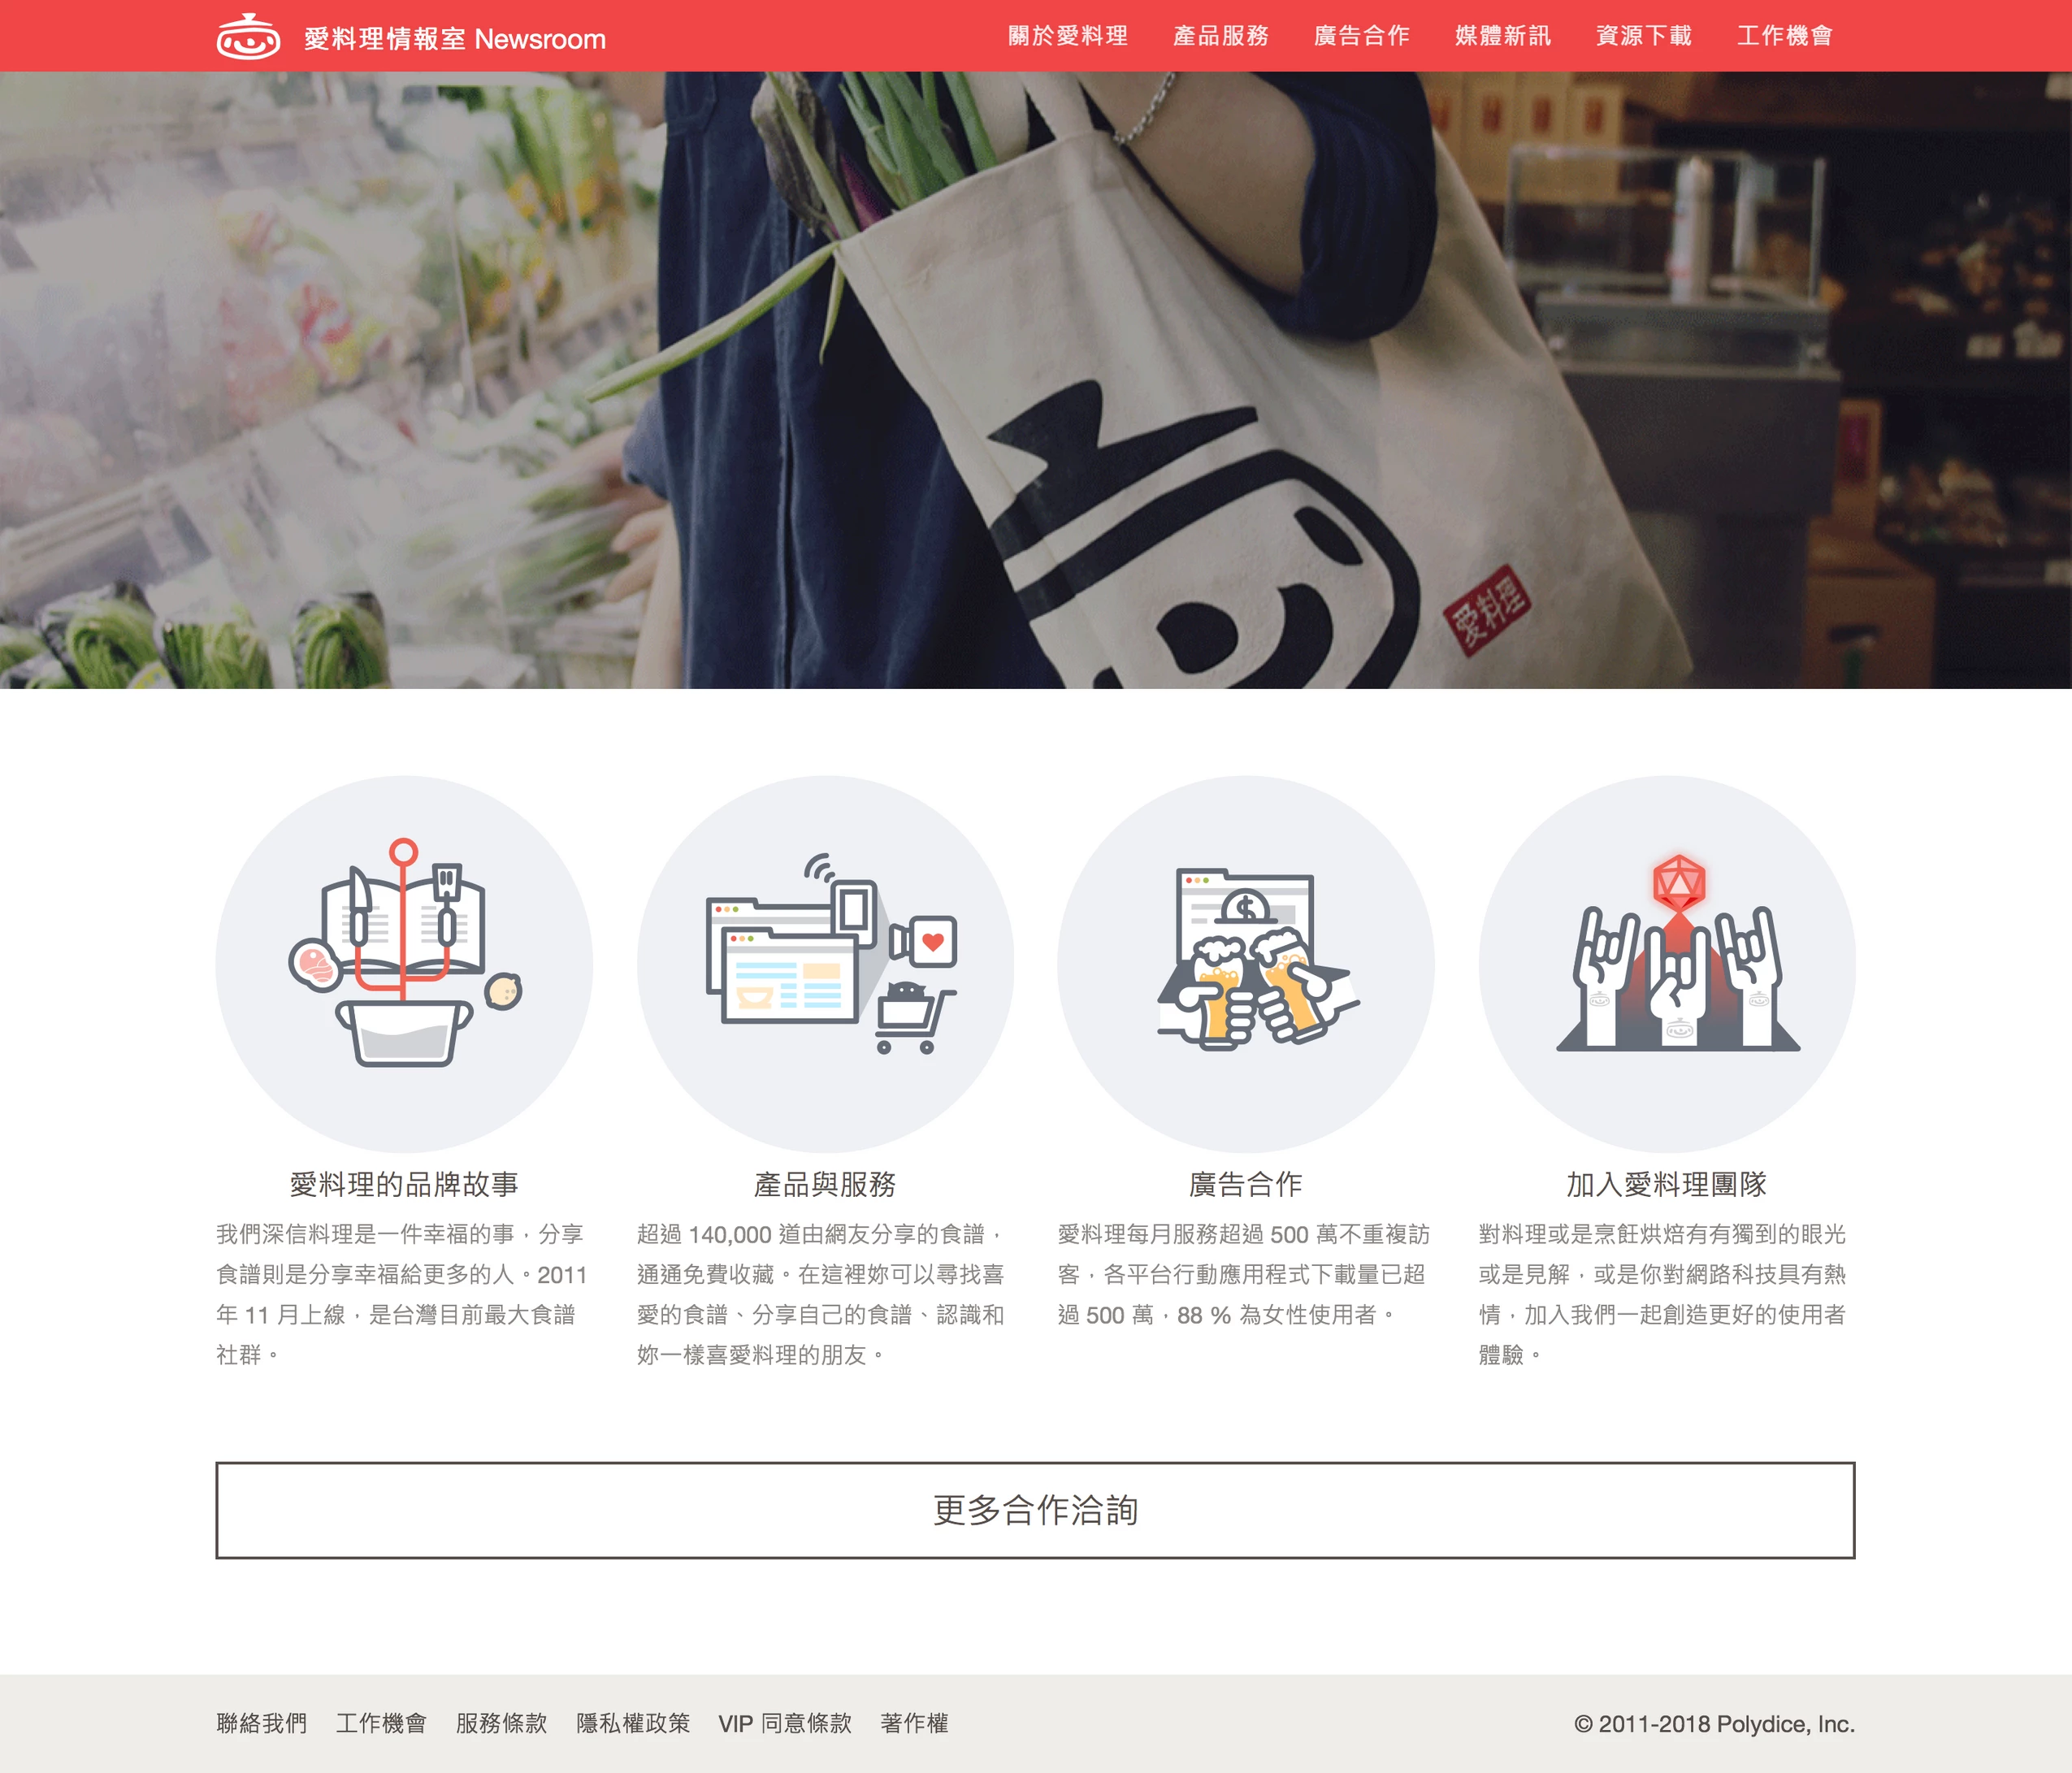 愛料理情報室 Newsroom
關於愛料理 產品服務 廣告合作 媒體新訊 資源下載 工作機會
愛料理
愛料理的品牌故事
我們深信料理是一件幸福的事，分享
食譜則是分享幸福給更多的人。2011
年 11 月上線，是台灣目前最大食譜
社群。
產品與服務
超過 140,000 道由網友分享的食譜，
通通免費收藏。在這裡妳可以尋找喜
愛的食譜、分享自己的食譜、認識和
妳一樣喜愛料理的朋友。
廣告合作
愛料理每月服務超過 500 萬不重複訪
客，各平台行動應用程式下載量已超
過 500 萬，88 % 為女性使用者。
加入愛料理團隊
對料理或是烹飪烘焙有有獨到的眼光
或是見解，或是你對網路科技具有熱
情，加入我們一起創造更好的使用者
體驗。
更多合作洽詢
聯絡我們 工作機會 服務條款 隱私權政策 VIP 同意條款 著作權
© 2011-2018 Polydice, Inc.